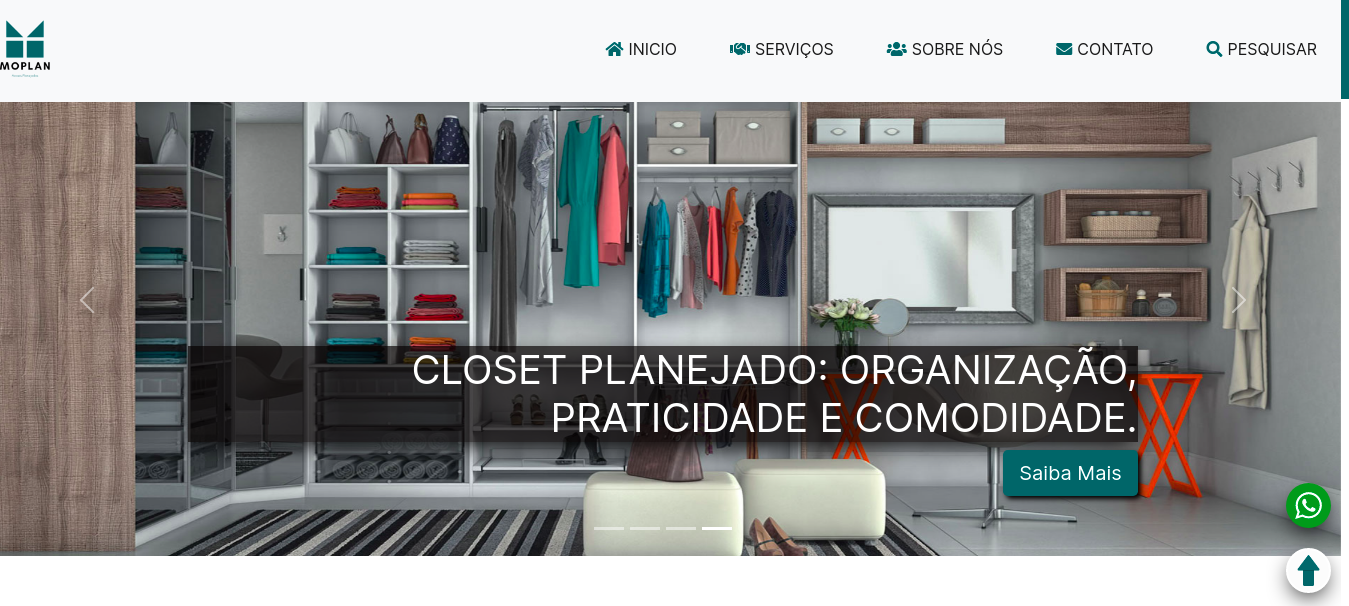 MOPLAN
INICIO
SERVIÇOS
SOBRE NÓS
CONTATO
PESQUISAR
CLOSET PLANEJADO: ORGANIZAÇÃO,
PRATICIDADE E COMODIDADE.
Saiba Mais